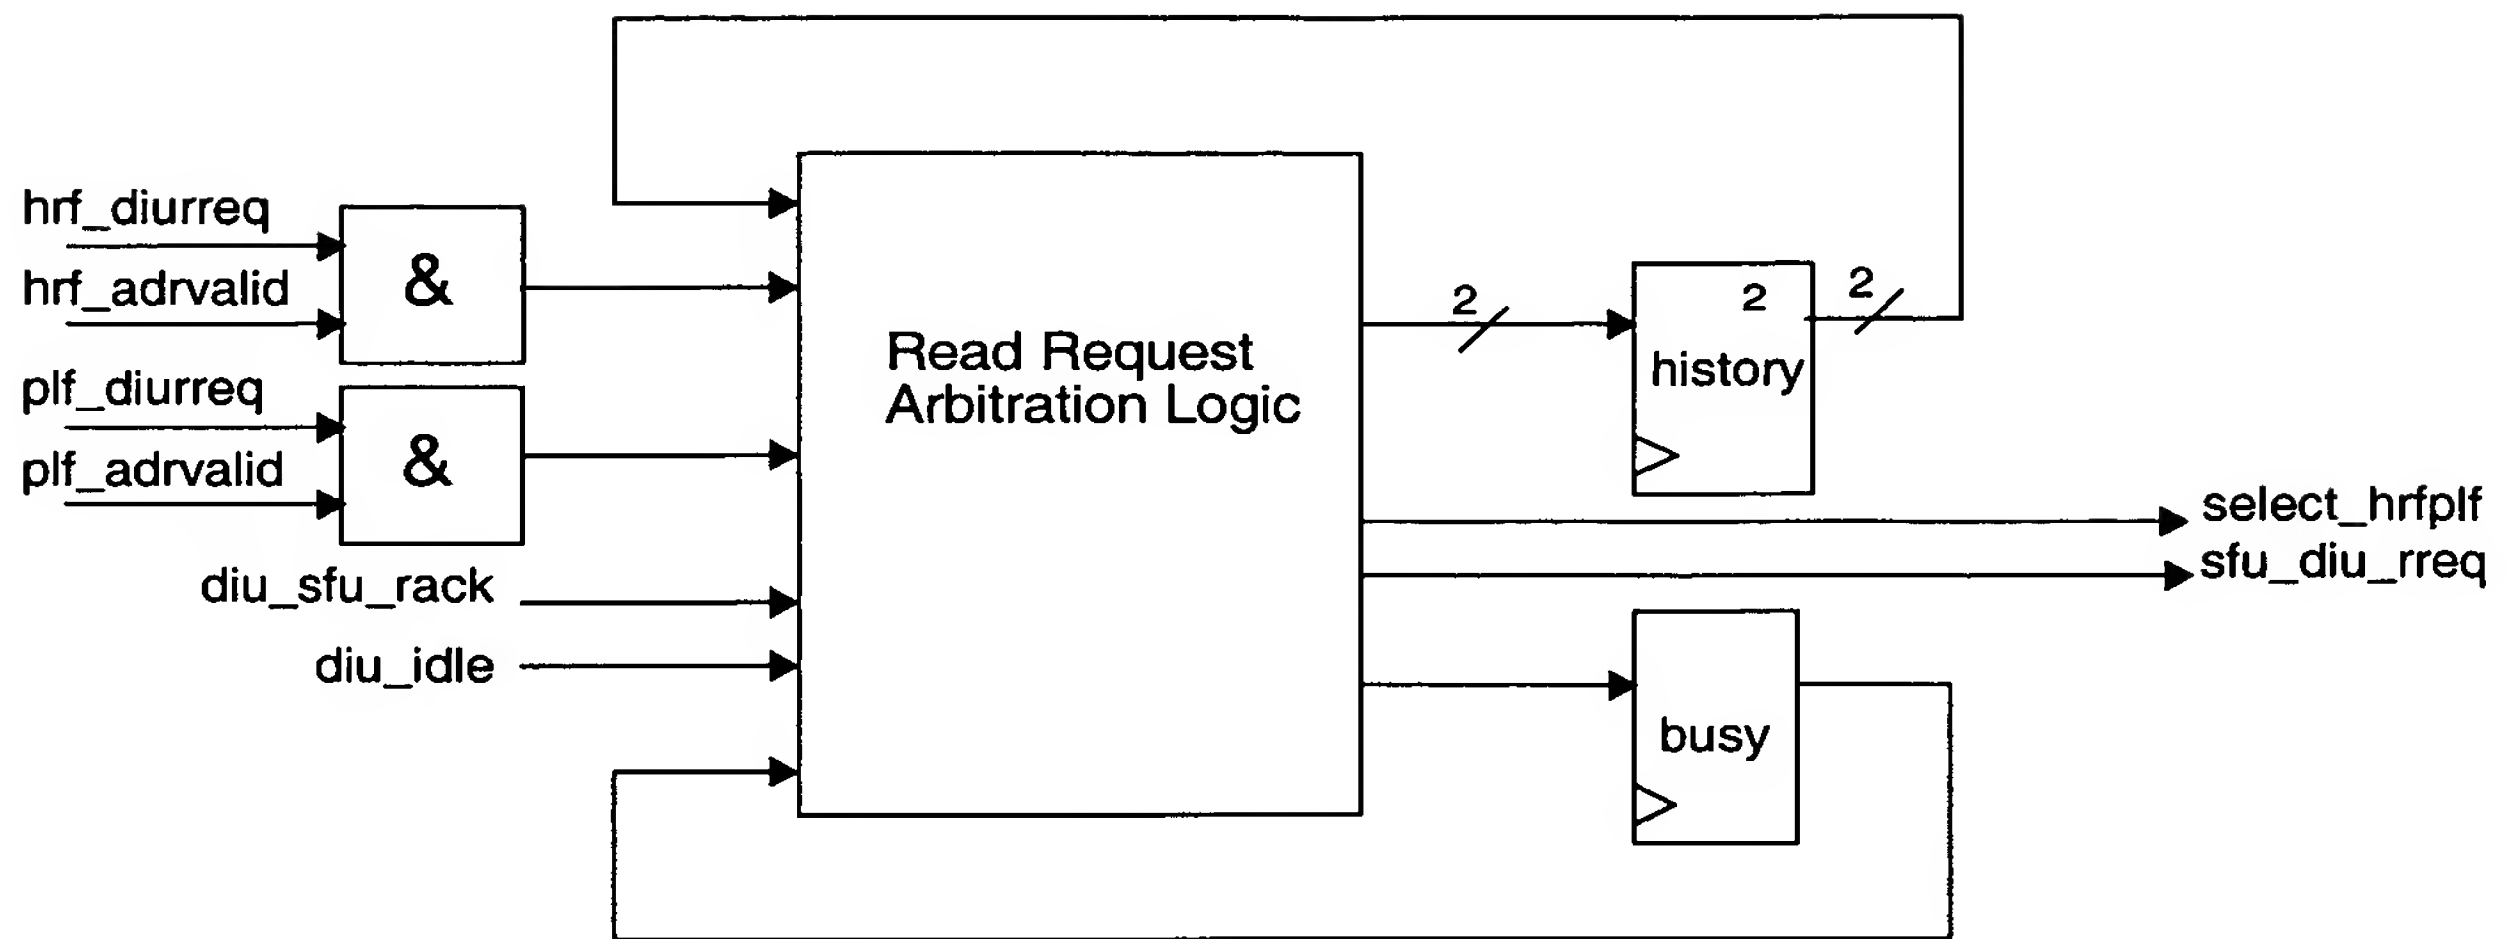 hrf_diurreq
hrf_adrvalid
&
plf_diurreq
plf_adrvalid
&
diu_sfu_rack
diu_idle
Read Request
Arbitration Logic
2
2
2
history
select_hrfplf
sfu_diu_rreq
busy